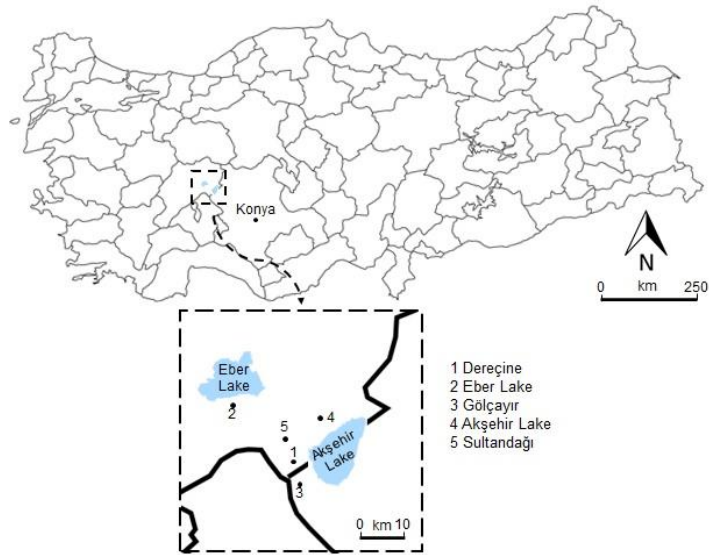 Konya
N
0 km 250
Eber
Lake
2
5
4
1
Akşehir
Lake
3
0 km 10
1 Dereçine
2 Eber Lake
3 Gölçayır
4 Akşehir Lake
5 Sultandağı